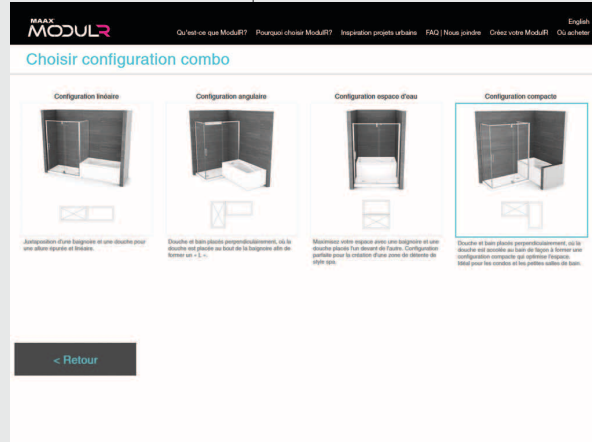 MAAX
MODULR
English
Qu'est-ce que ModulR? Pourquoi choisir ModulR? Inspiration projets urbains FAQ | Nous joindre Créez votre ModulR Où acheter
Choisir configuration combo
Configuration linéaire
Juxtaposition d'une baignoire et une douche pour
une allure épurée et linéaire.
Configuration angulaire
Douche et bain placés perpendiculairement, où la
douche est placée au bout de la baignoire afin de
former un « L ».
Configuration espace d'eau
Maximisez votre espace avec une baignoire et une
douche placées l'un devant de l'autre. Configuration
parfaite pour la création d'une zone de détente de
style spa.
Configuration compacte
Douche et bain placés perpendiculairement, où la
douche est accolée au bain de façon à former une
configuration compacte qui optimise l'espace.
Idéal pour les condos et les petites salles de bain.
< Retour